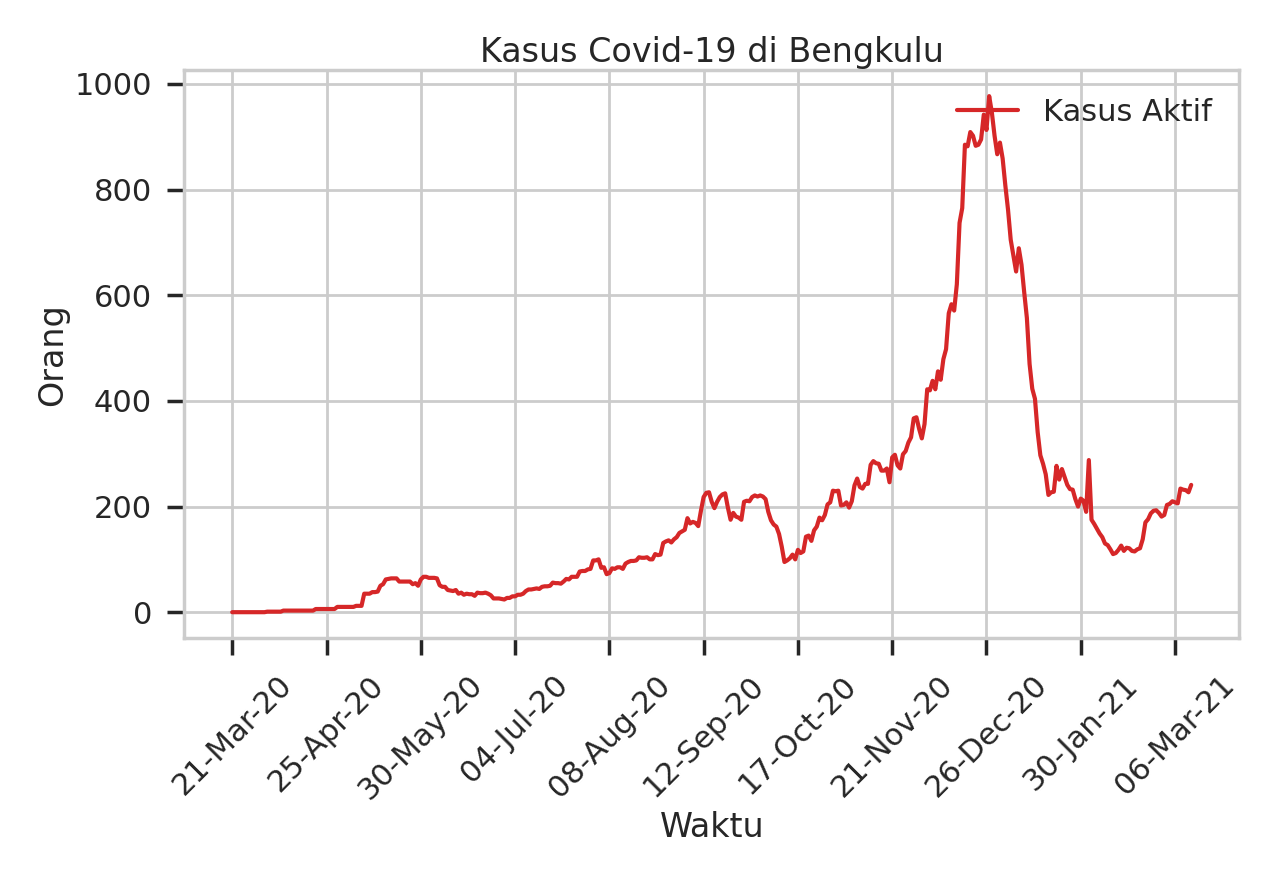 Kasus Covid-19 di Bengkulu
Kasus Aktif
Orang
1000
800
600
400
200
0
21-Mar-20
25-Apr-20
30-May-20
04-Jul-20
08-Aug-20
12-Sep-20
17-Oct-20
21-Nov-20
26-Dec-20
30-Jan-21
06-Mar-21
Waktu